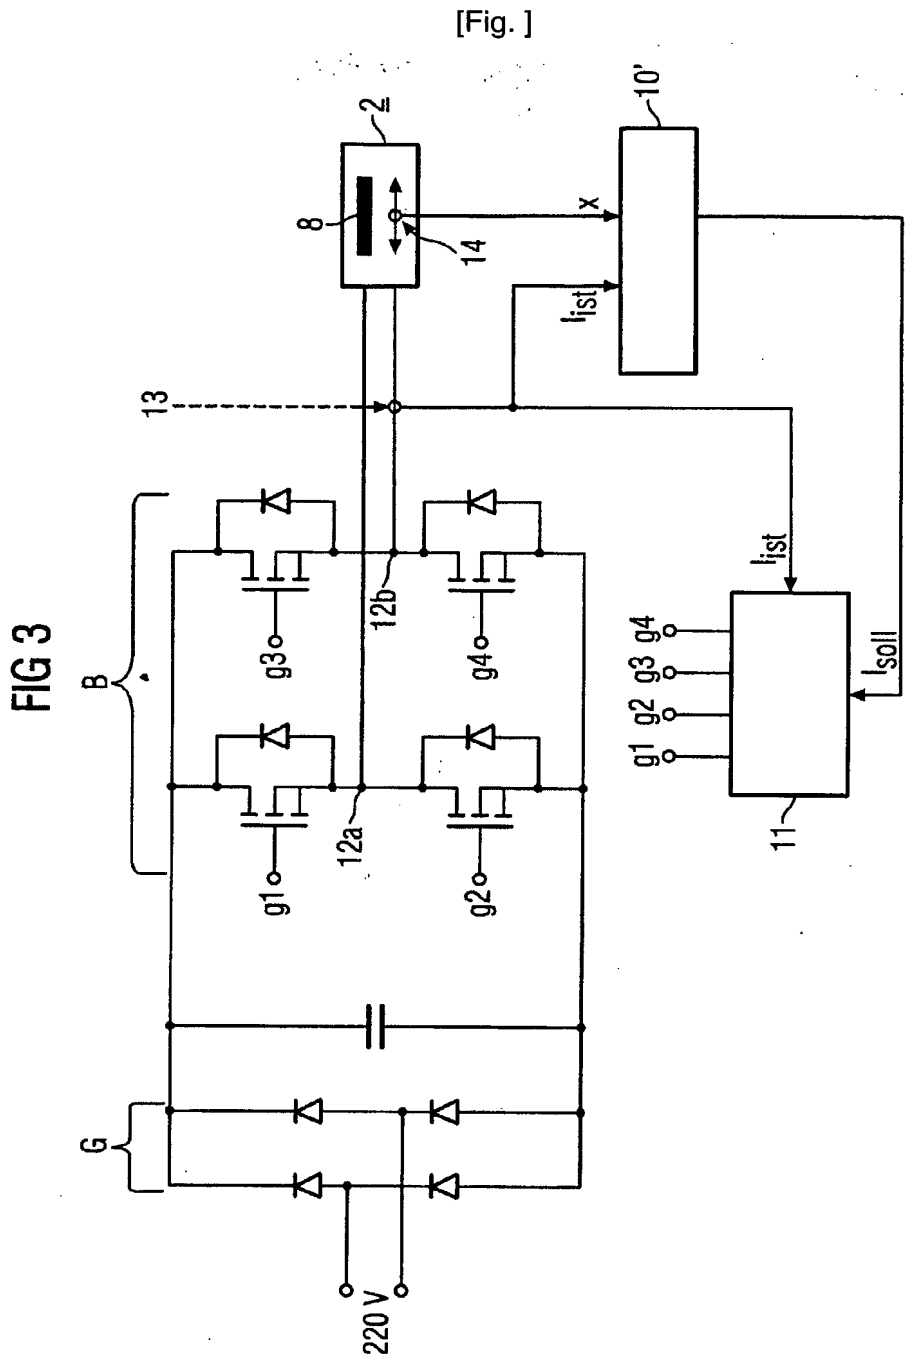 [Fig. ]
FIG 3
G
B
13
8
2
14
10'
x
I_ist
220 V
g1
g2
g3
g4
12a
12b
g1
g2
g3
g4
I_ist
I_soll
11